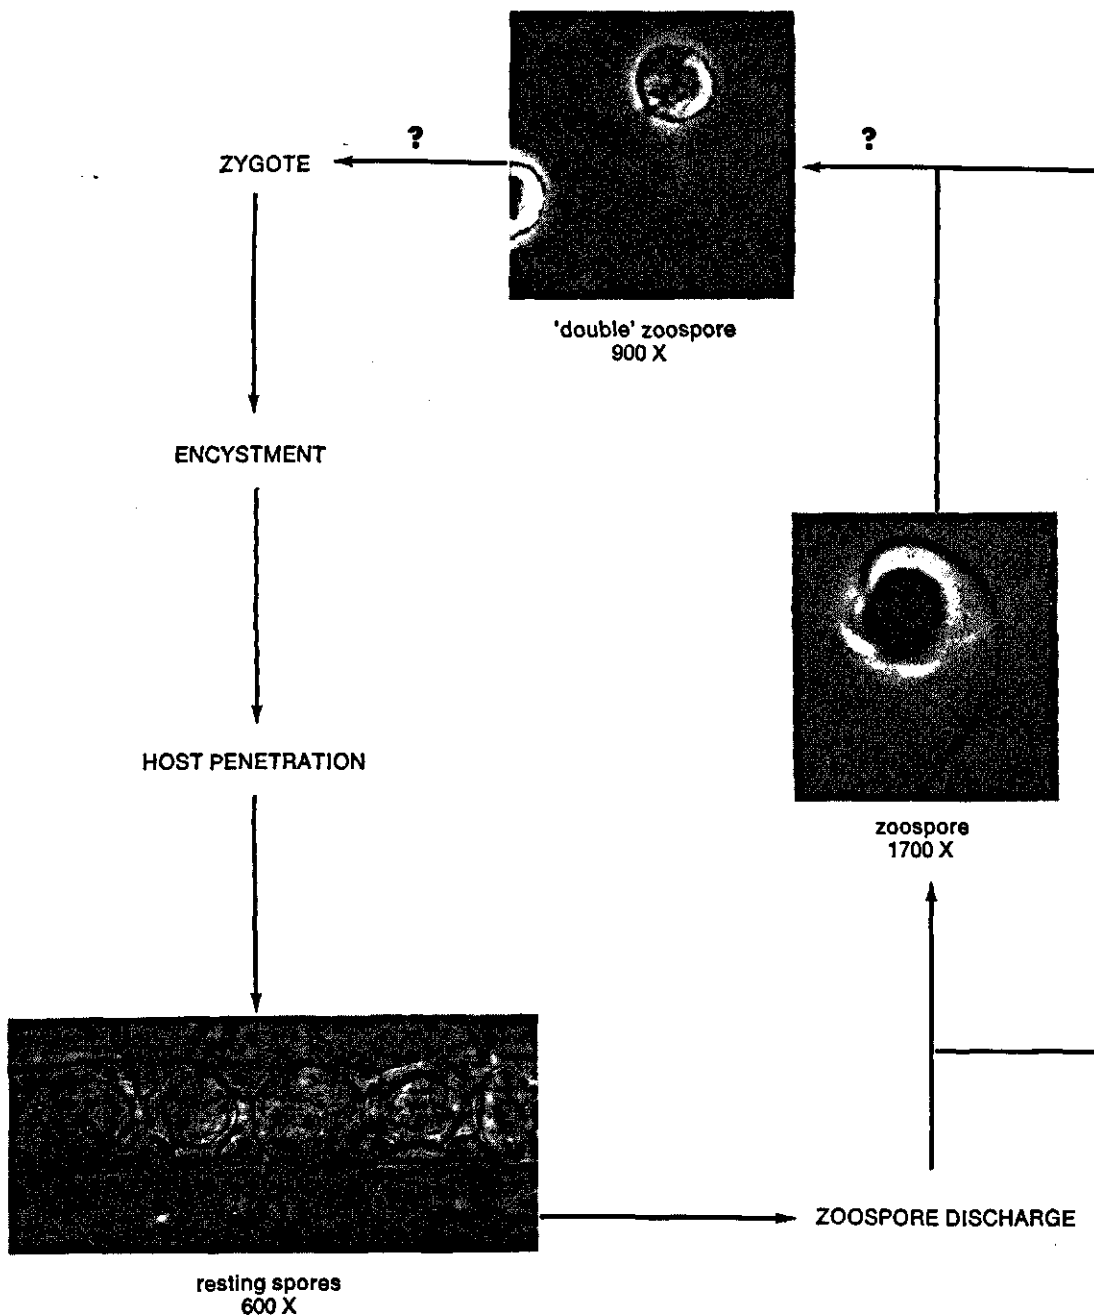 ?
?
ZYGOTE
'double' zoospore
900 X
ENCYSTMENT
HOST PENETRATION
zoospore
1700 X
resting spores
600 X
ZOOSPORE DISCHARGE